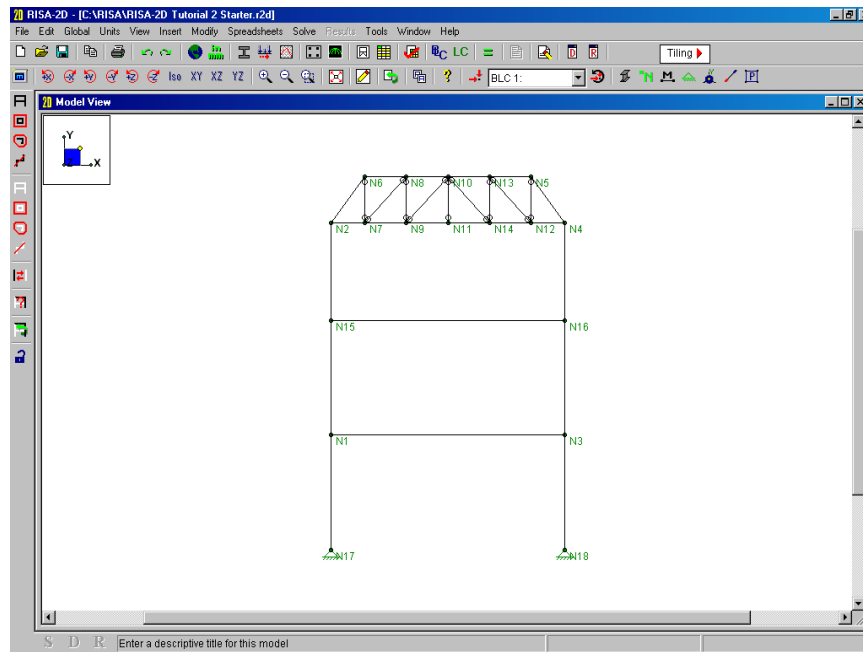 RISA-2D - [C:\RISA\RISA-2D Tutorial 2 Starter.r2d]
File Edit Global Units View Insert Modify Spreadsheets Solve Results Tools Window Help
LC Tiling
Iso XY XZ YZ BLC 1:
Model View
Y
X
N6 N8 N10 N13 N5
N2 N7 N9 N11 N14 N12 N4
N15 N16
N1 N3
N17 N18
S D R Enter a descriptive title for this model